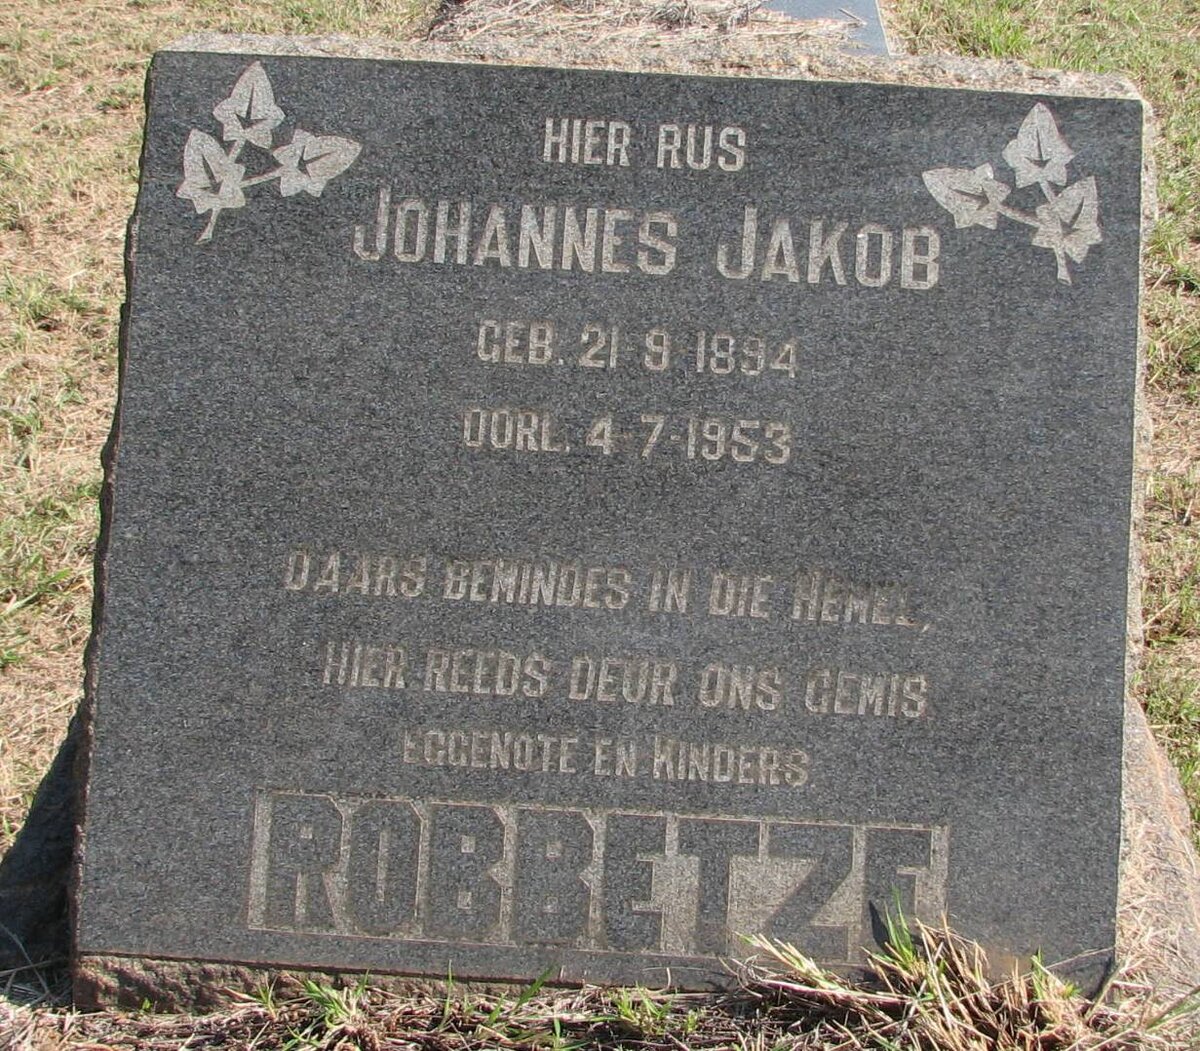 HIER RUS
JOHANNES JAKOB
GEB. 21-9-1894
OORL. 4-7-1953
DAARS BEMINDES IN DIE HEMEL,
HIER REEDS DEUR ONS GEMIS
EGGENOTE EN KINDERS.
ROBBETZE